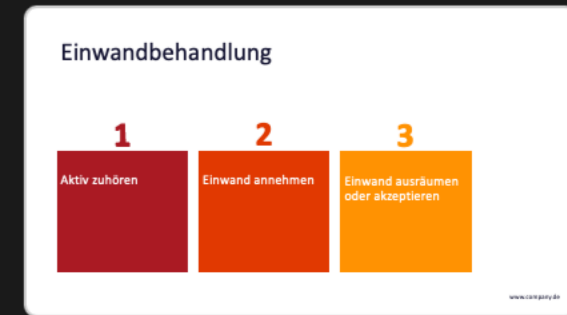 Einwandbehandlung
1
2
3
Aktiv zuhören
Einwand annehmen
Einwand ausräumen
oder akzeptieren
www.company.de